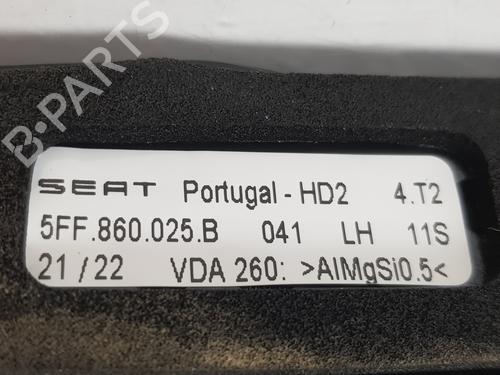 B-PARTS
SEAT Portugal - HD2 4.T2
5FF.860.025.B 041 LH 11S
21/22 VDA 260: >AlMgSi0.5<